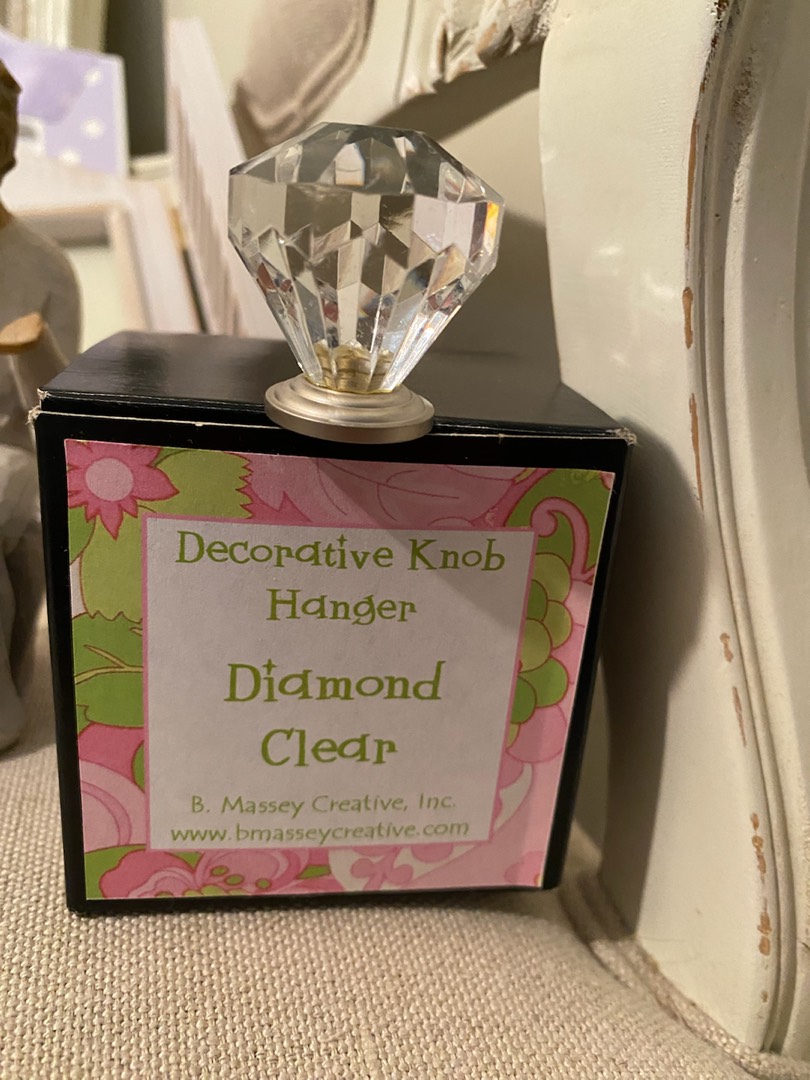 Decorative Knob
Hanger
Diamond
Clear
B. Massey Creative, Inc.
www.bmasseycreative.com